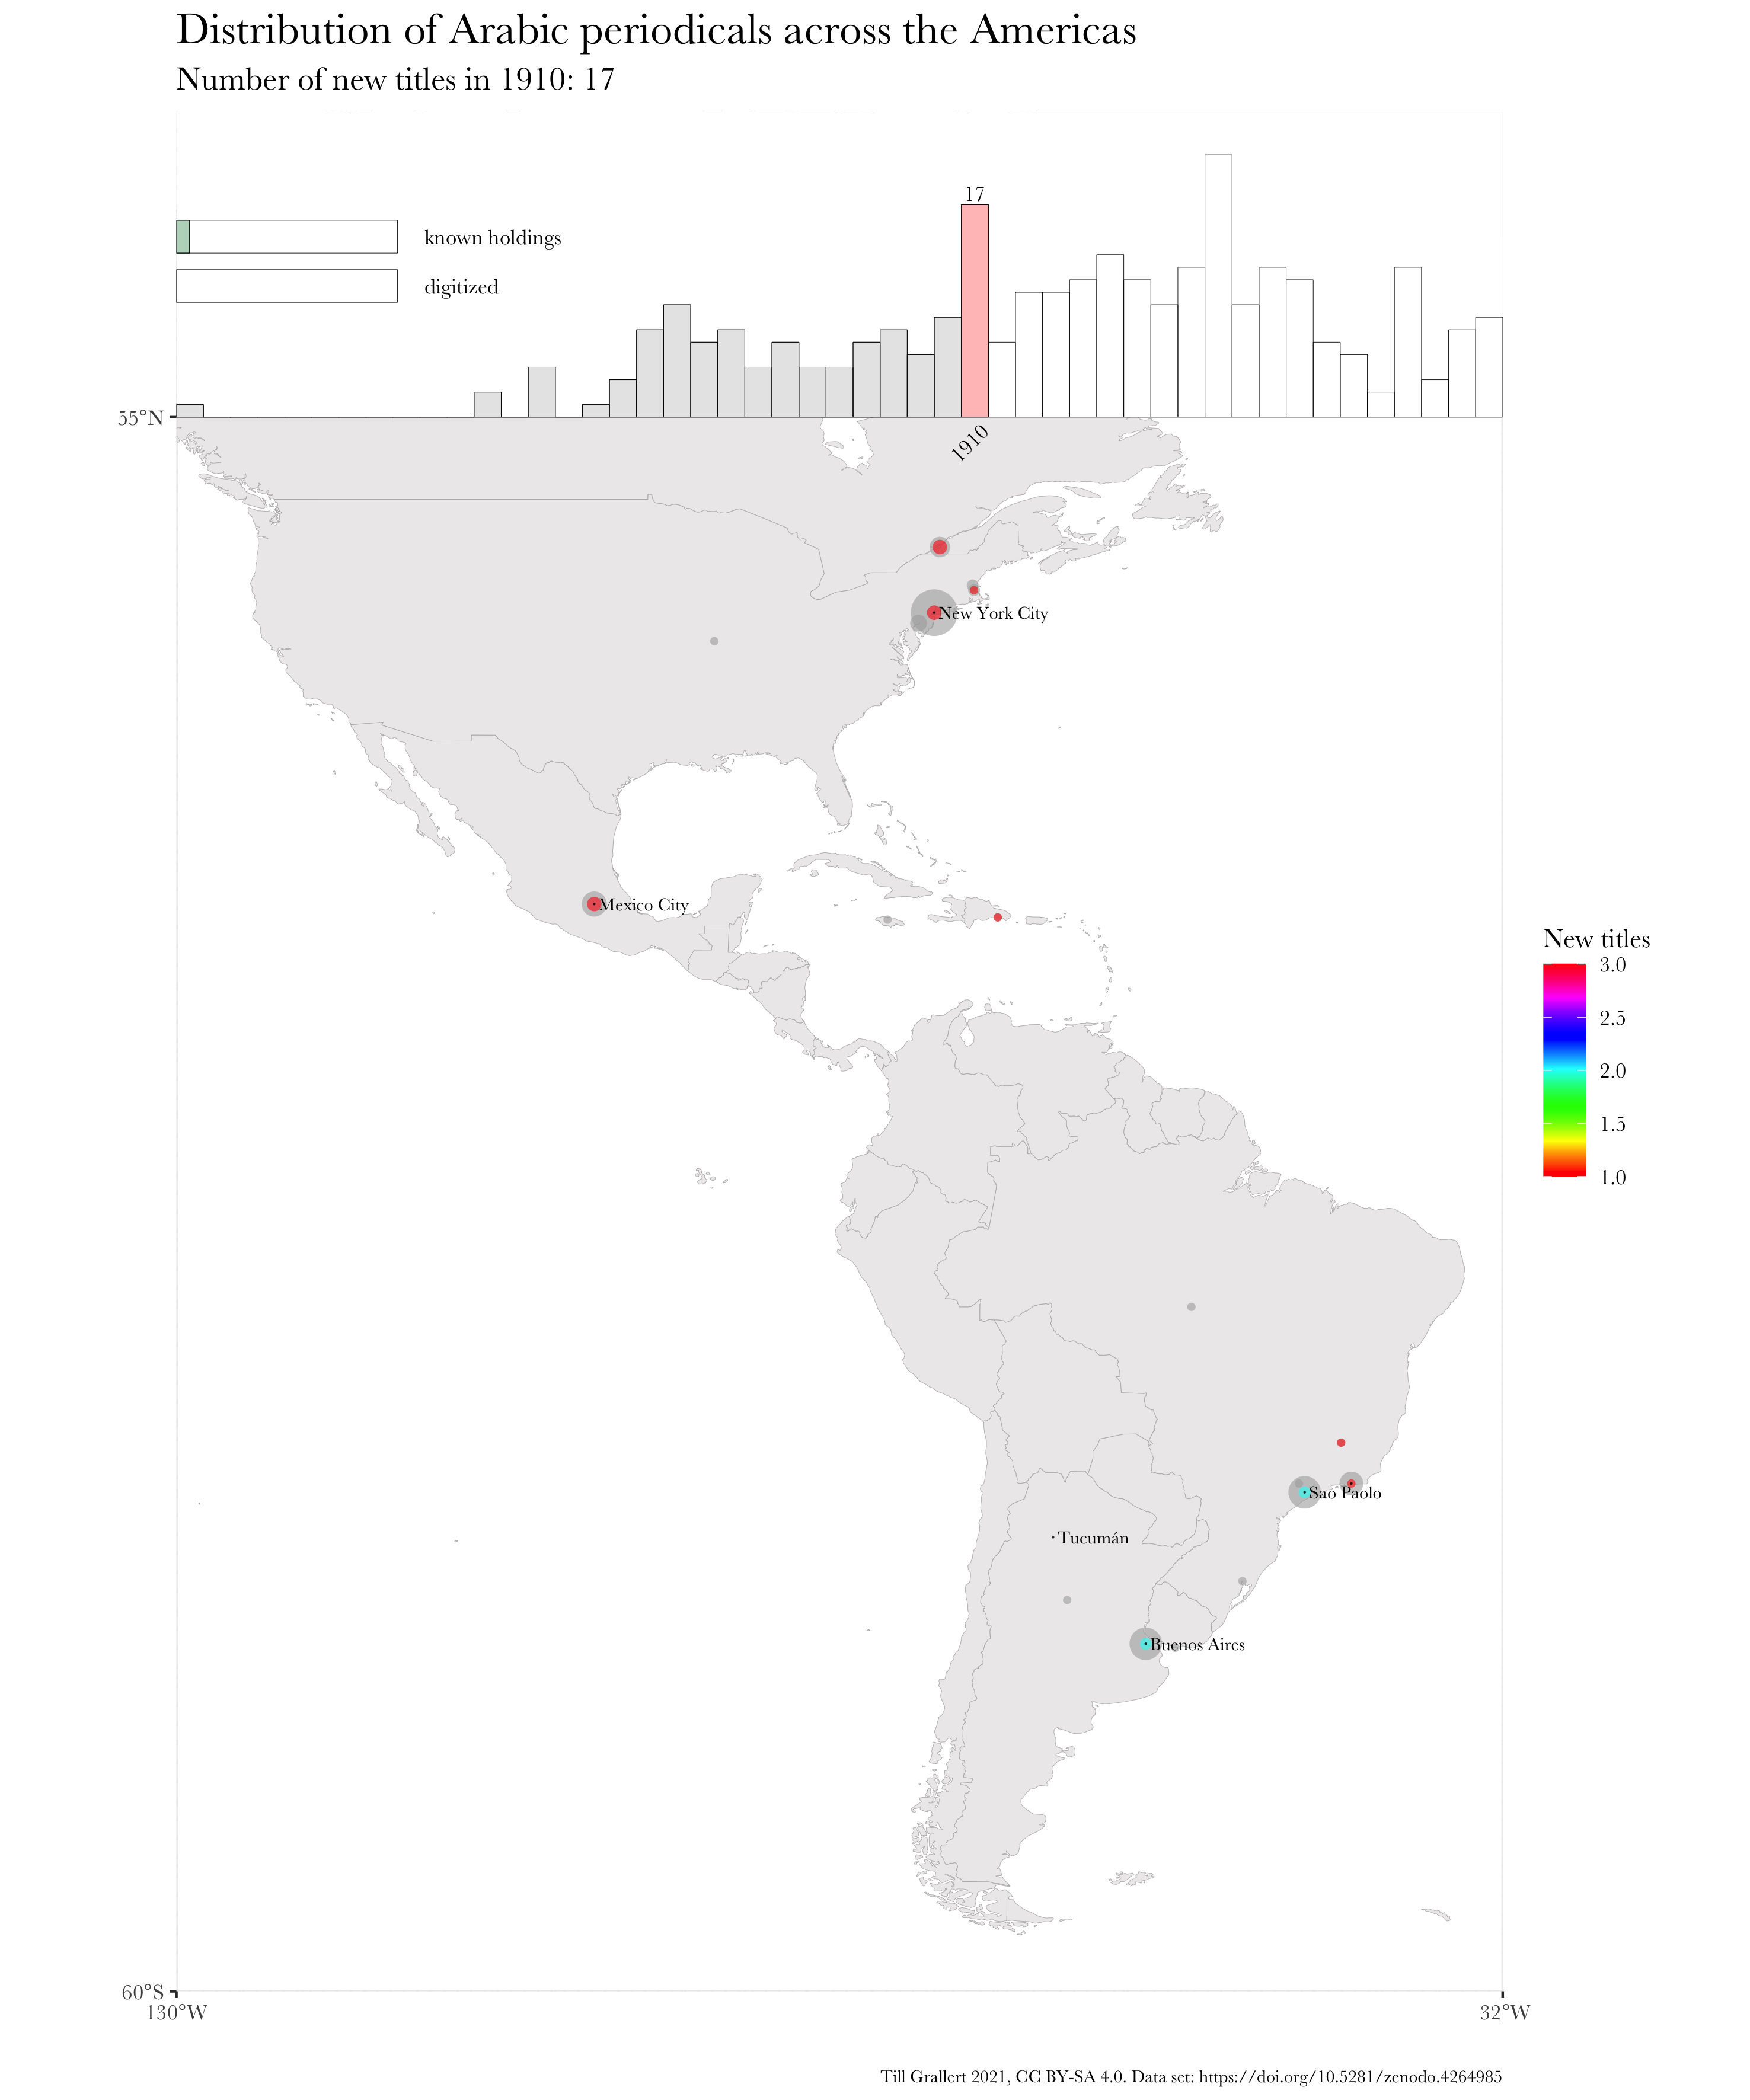 Distribution of Arabic periodicals across the Americas
Number of new titles in 1910: 17
17
known holdings
digitized
55°N
1910
New York City
Mexico City
New titles
3.0
2.5
2.0
1.5
1.0
Sao Paolo
Tucumán
Buenos Aires
60°S
130°W
32°W
Till Grallert 2021, CC BY-SA 4.0. Data set: https://doi.org/10.5281/zenodo.4264985